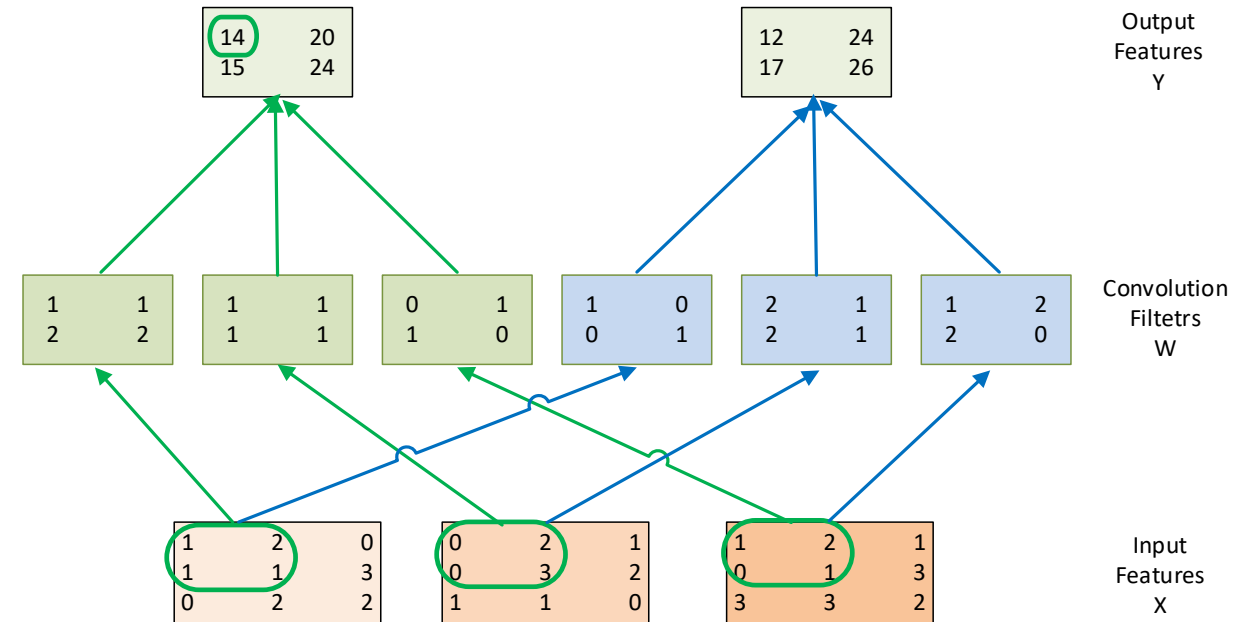 14 20
15 24
12 24
17 26
Output
Features
Y
1 1
2 2
1 1
1 1
0 1
1 0
1 0
0 1
2 1
2 1
1 2
2 0
Convolution
Filtetrs
W
1 2 0
1 1 3
0 2 2
0 2 1
0 3 2
1 1 0
1 2 1
0 1 3
3 3 2
Input
Features
X